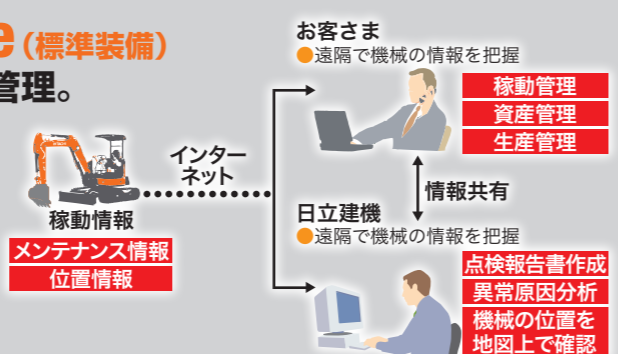 e(標準装備)
管理。
お客さま
●遠隔で機械の情報を把握
稼動管理
資産管理
生産管理
インター
ネット
稼動情報
メンテナンス情報
位置情報
情報共有
日立建機
●遠隔で機械の情報を把握
点検報告書作成
異常原因分析
機械の位置を
地図上で確認